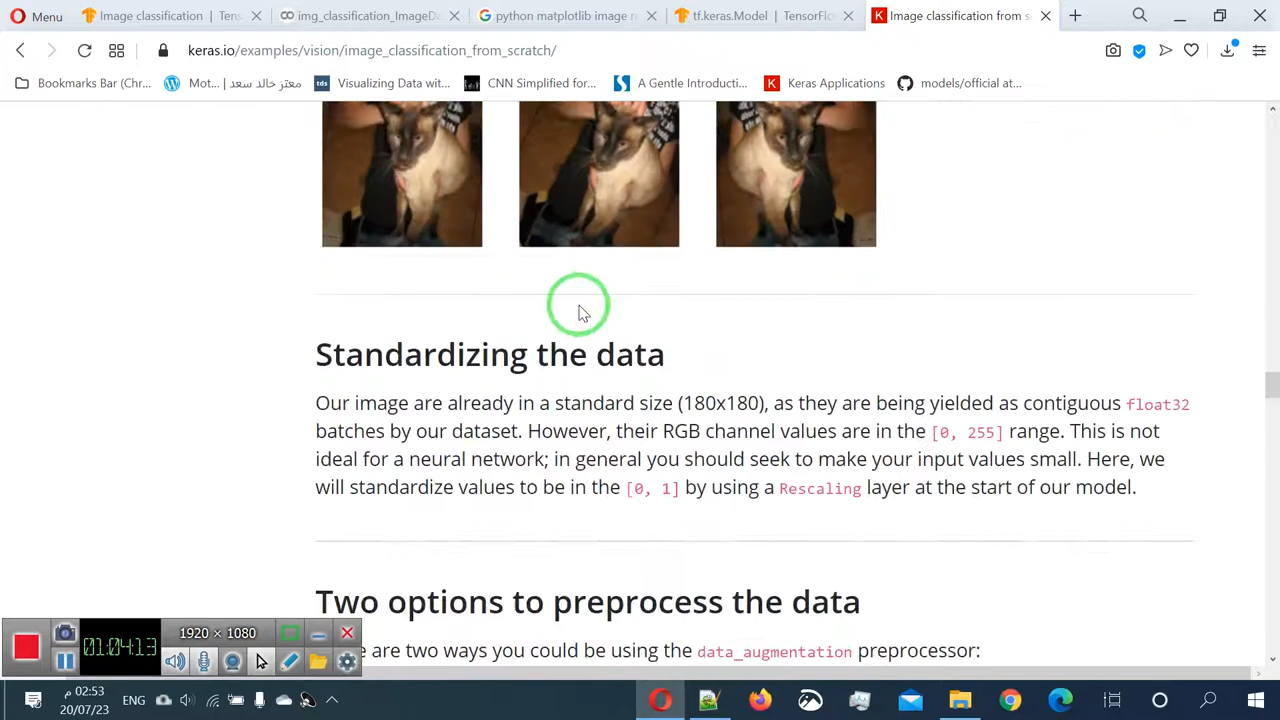 Menu
Image classification | Tens
img_classification_ImageDa
python matplotlib image r
tf.keras.Model | TensorFlow
Image classification from s
keras.io/examples/vision/image_classification_from_scratch/
Bookmarks Bar (Chr...
معتز خالد سعد | Mot...
Visualizing Data wit...
CNN Simplified for...
A Gentle Introducti...
Keras Applications
models/official at...
Standardizing the data
Our image are already in a standard size (180x180), as they are being yielded as contiguous float32
batches by our dataset. However, their RGB channel values are in the [0, 255] range. This is not
ideal for a neural network; in general you should seek to make your input values small. Here, we
will standardize values to be in the [0, 1] by using a Rescaling layer at the start of our model.
Two options to preprocess the data
e are two ways you could be using the data_augmentation preprocessor:
01:04:13
1920 × 1080
02:53 م
20/07/23
ENG